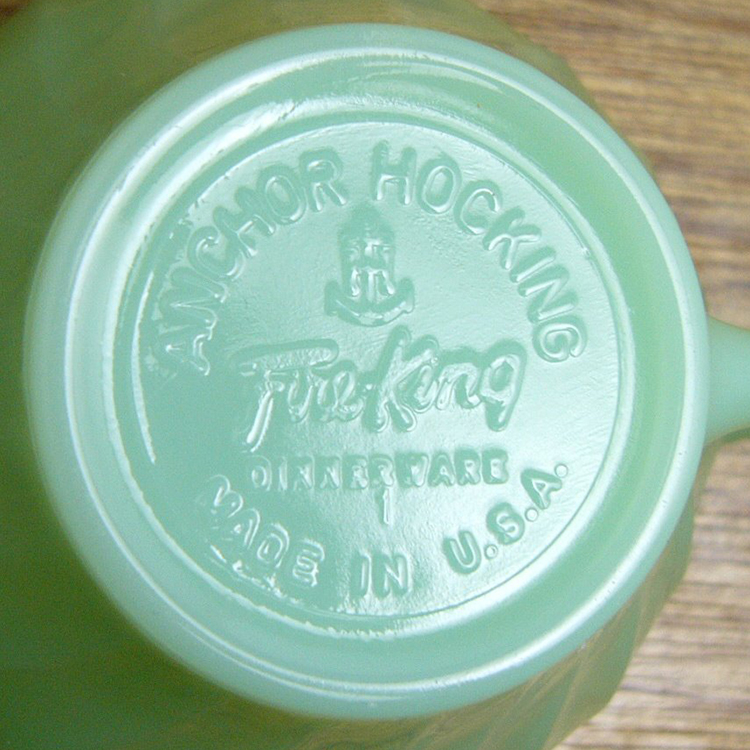 ANCHOR HOCKING
Fire-King
DINNERWARE
1
MADE IN U.S.A.